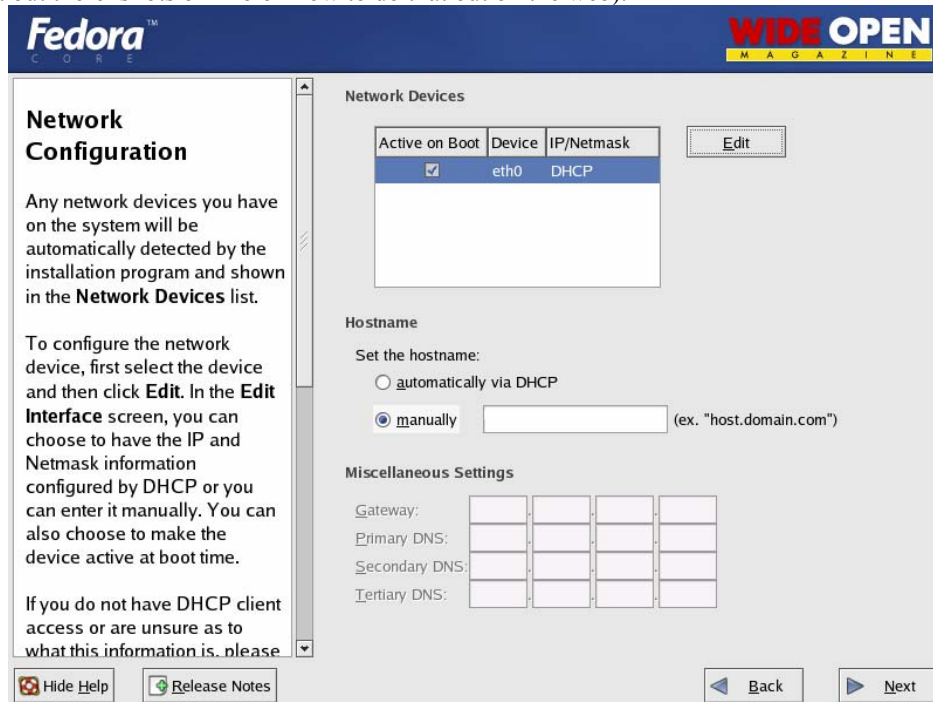 Fedora™
CORE
WIDE OPEN
MAGAZINE
Network
Configuration
Any network devices you have
on the system will be
automatically detected by the
installation program and shown
in the Network Devices list.
To configure the network
device, first select the device
and then click Edit. In the Edit
Interface screen, you can
choose to have the IP and
Netmask information
configured by DHCP or you
can enter it manually. You can
also choose to make the
device active at boot time.
If you do not have DHCP client
access or are unsure as to
what this information is, please
Network Devices
Active on Boot Device IP/Netmask
eth0 DHCP
Edit
Hostname
Set the hostname:
automatically via DHCP
manually (ex. "host.domain.com")
Miscellaneous Settings
Gateway:
Primary DNS:
Secondary DNS:
Tertiary DNS:
Hide Help
Release Notes
Back
Next